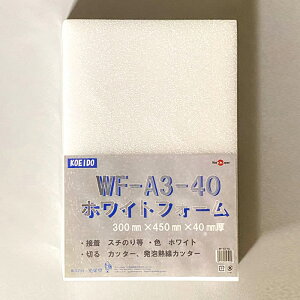 KOEIDO
WF-A3-40
ホワイトフォーム
300mm×450mm×40mm厚
・接着 スチのり等 ・色 ホワイト
・切る カッター、発泡熱線カッター